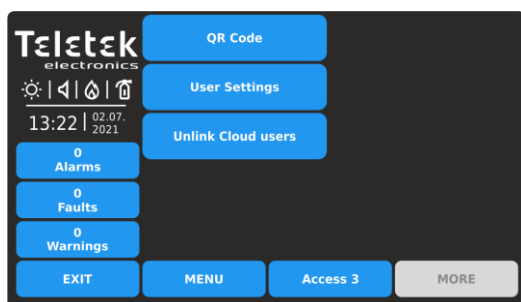 Teletek
electronics
13:22
02.07.
2021
0
Alarms
0
Faults
0
Warnings
QR Code
User Settings
Unlink Cloud users
EXIT
MENU
Access 3
MORE